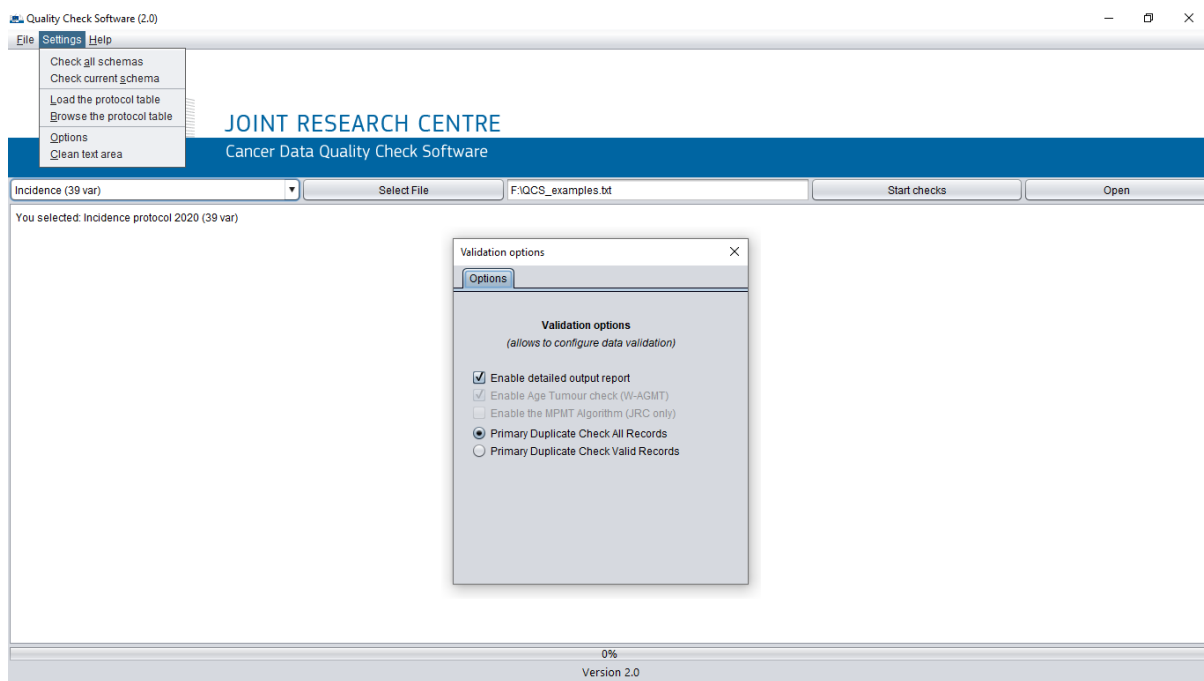 Quality Check Software (2.0)
File Settings Help
Check all schemas
Check current schema
Load the protocol table
Browse the protocol table
Options
Clean text area
JOINT RESEARCH CENTRE
Cancer Data Quality Check Software
Incidence (39 var) Select File F:\QCS_examples.txt Start checks Open
You selected: Incidence protocol 2020 (39 var)
Validation options
Options
Validation options
(allows to configure data validation)
Enable detailed output report
Enable Age Tumour check (W-AGMT)
Enable the MPMT Algorithm (JRC only)
Primary Duplicate Check All Records
Primary Duplicate Check Valid Records
0%
Version 2.0